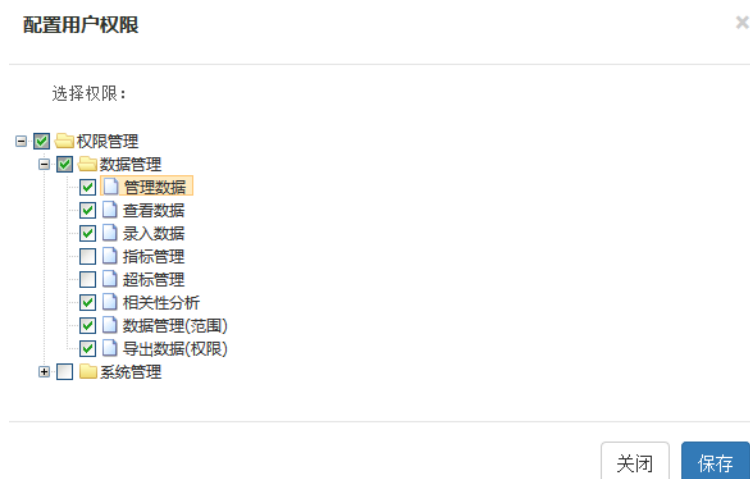 配置用户权限
选择权限：
权限管理
数据管理
管理数据
查看数据
录入数据
指标管理
超标管理
相关性分析
数据管理(范围)
导出数据(权限)
系统管理
关闭 保存